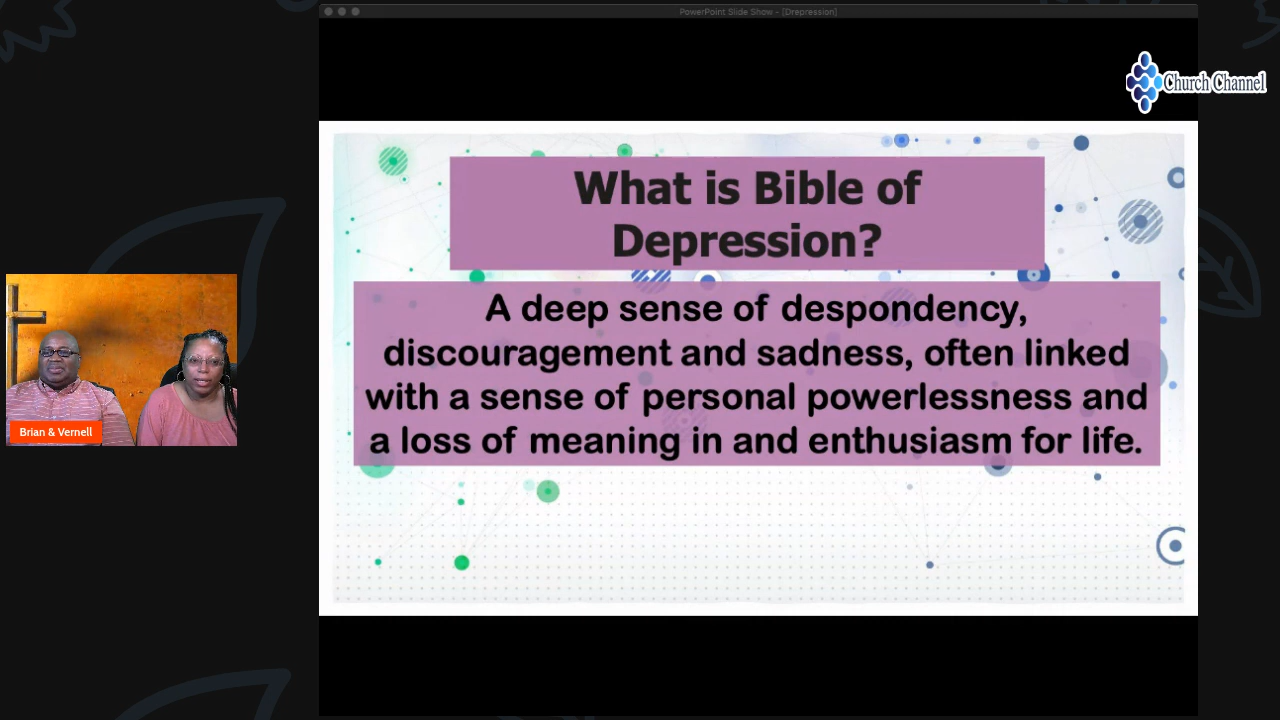 PowerPoint Slide Show - [Drepression]
Church Channel
What is Bible of
Depression?
A deep sense of despondency,
discouragement and sadness, often linked
with a sense of personal powerlessness and
a loss of meaning in and enthusiasm for life.
Brian & Vernell